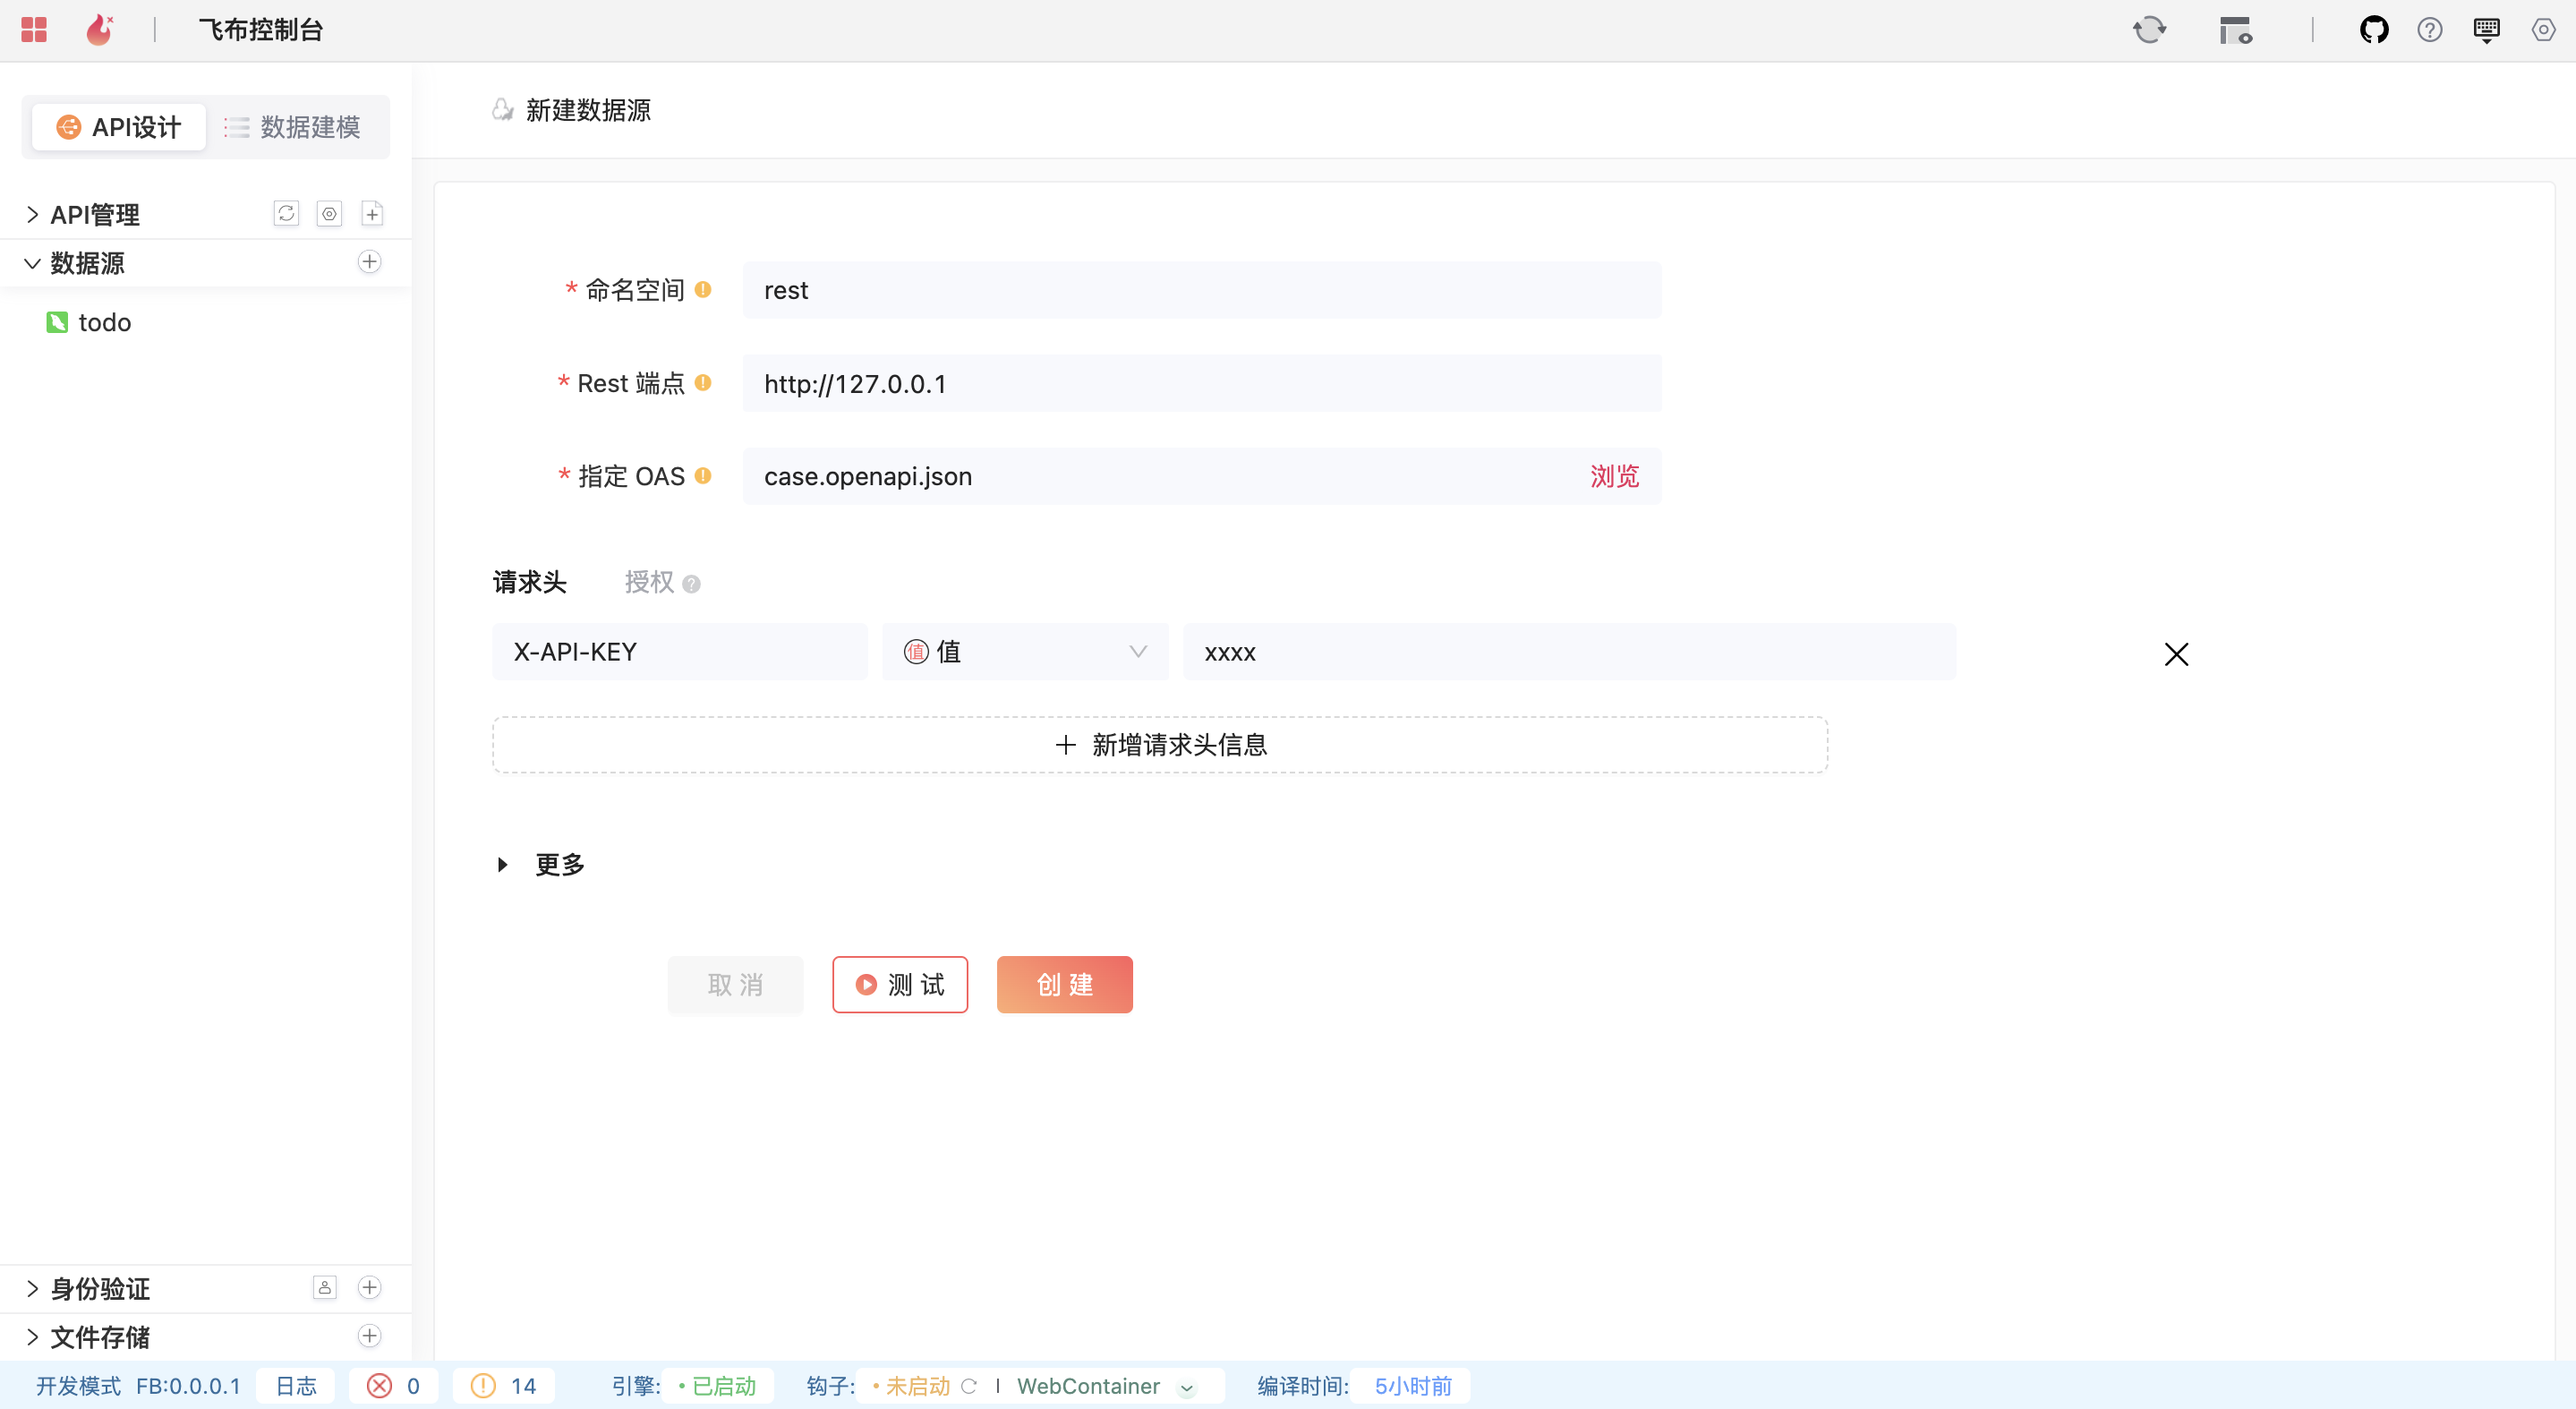 飞布控制台
API设计 数据建模
API管理
数据源
todo
身份验证
文件存储
新建数据源
* 命名空间 rest
* Rest 端点 http://127.0.0.1
* 指定 OAS case.openapi.json 浏览
请求头 授权
X-API-KEY 值 值 xxxx
+ 新增请求头信息
更多
取 消 测 试 创 建
开发模式 FB:0.0.0.1 日志 0 14 引擎: 已启动 钩子: 未启动 | WebContainer 编译时间: 5小时前